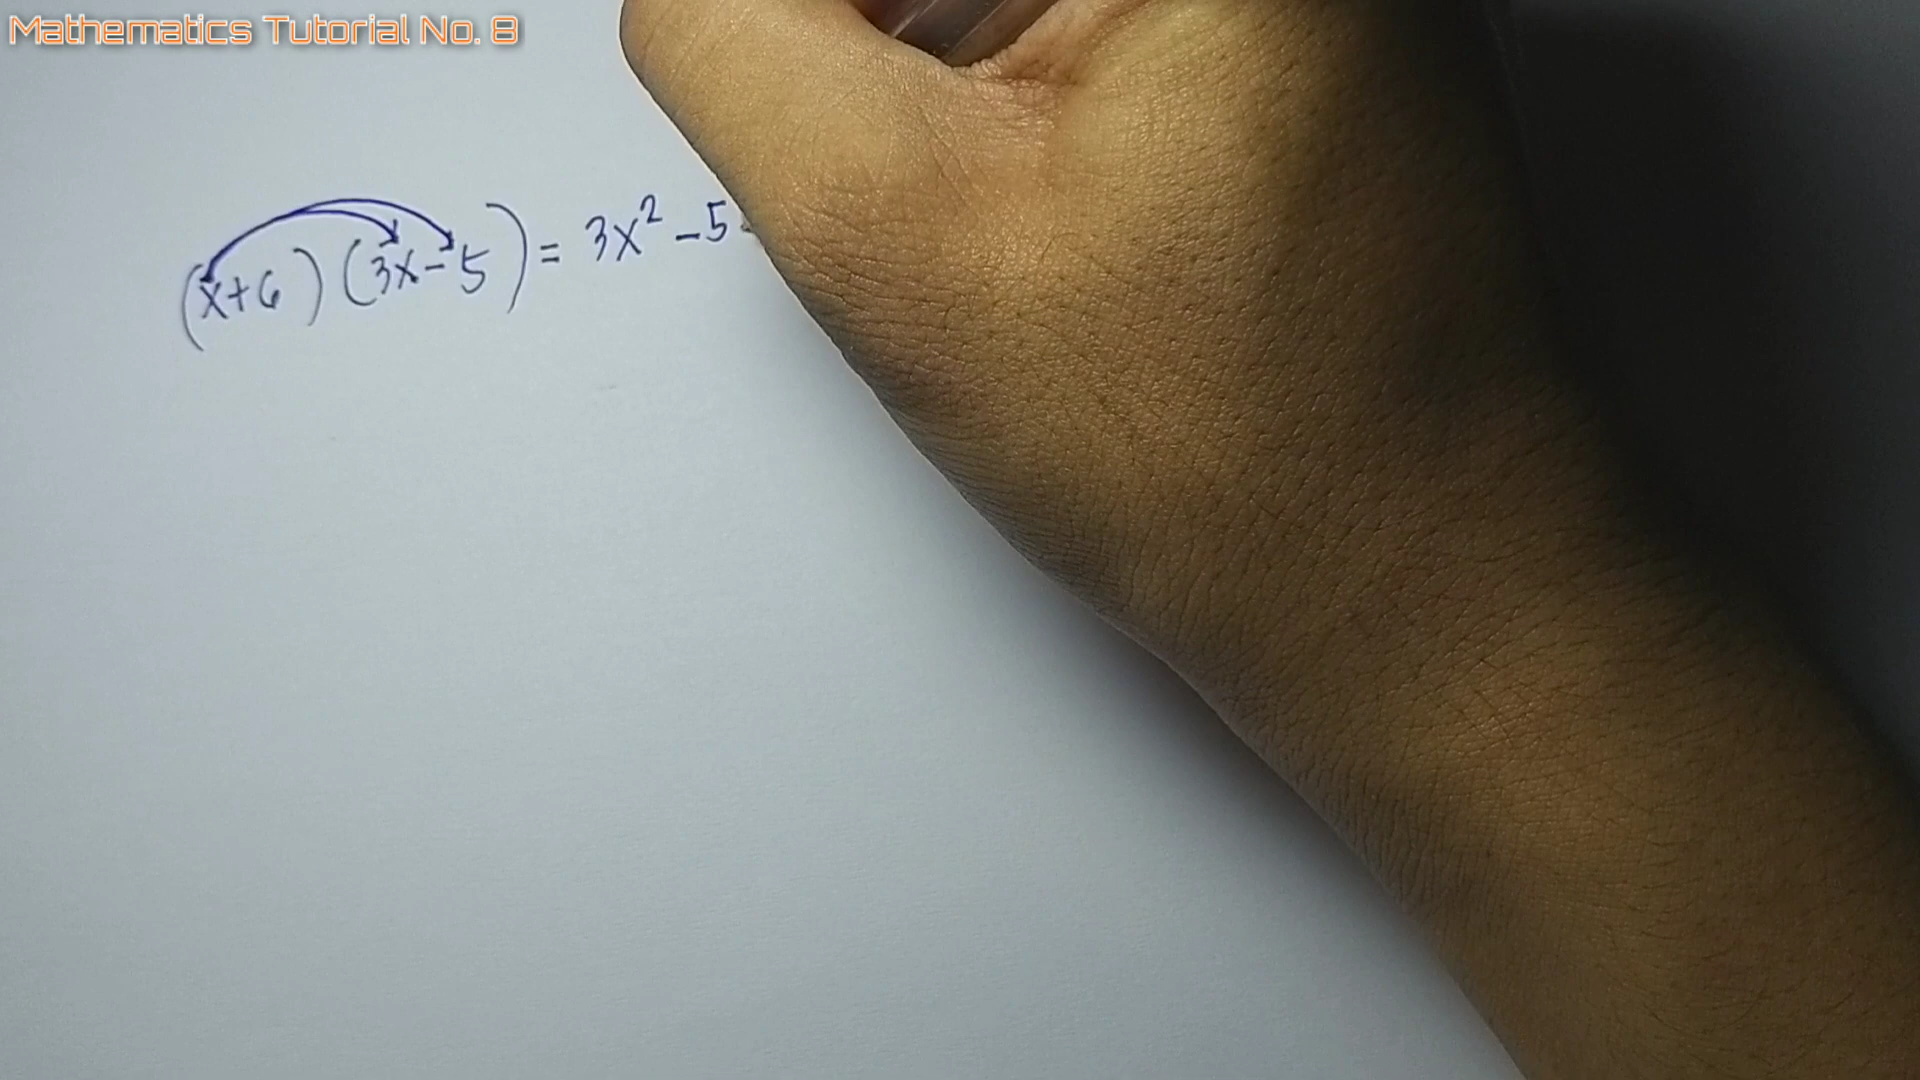 Mathematics Tutorial No. 8
(x+6)(3x-5) = 3x² - 5